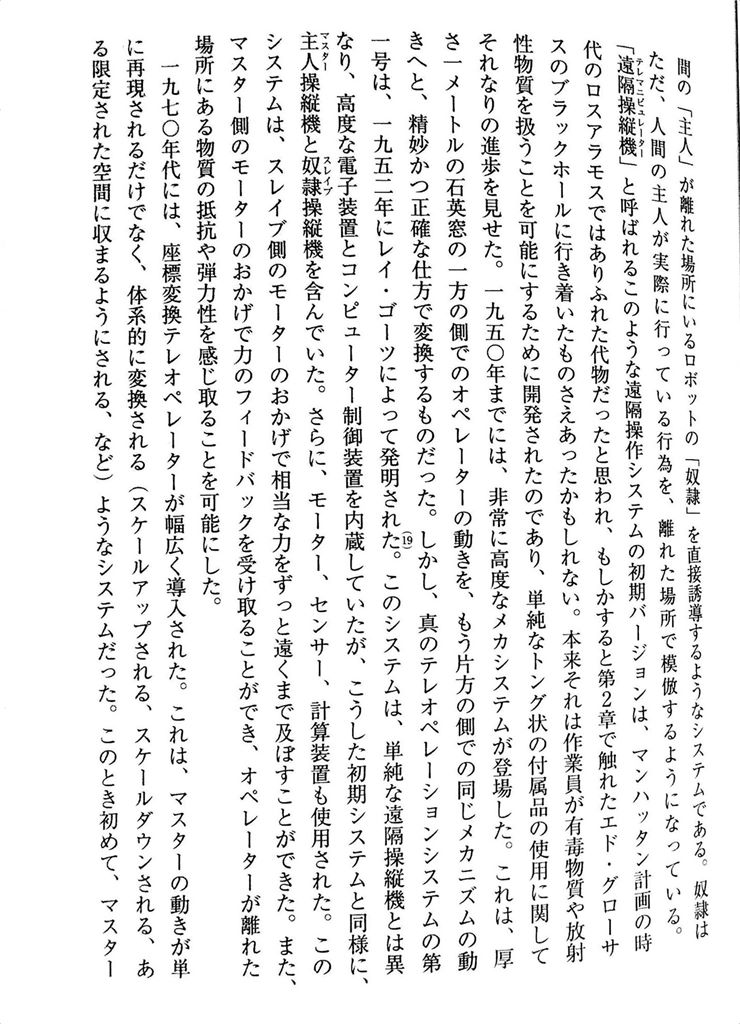 間の「主人」が離れた場所にいるロボットの「奴隷」を直接誘導するようなシステムである。奴隷は
ただ、人間の主人が実際に行っている行為を、離れた場所で模倣するようになっている。
「遠隔操縦機」と呼ばれるこのような遠隔操作システムの初期バージョンは、マンハッタン計画の時
テレマニピュレーター
代のロスアラモスではありふれた代物だったと思われ、もしかすると第2章で触れたエド・グローサ
スのブラックホールに行き着いたものさえあったかもしれない。本来それは作業員が有毒物質や放射
性物質を扱うことを可能にするために開発されたのであり、単純なトング状の付属品の使用に関して
それなりの進歩を見せた。一九五〇年までには、非常に高度なメカシステムが登場した。これは、厚
さ一メートルの石英窓の一方の側でのオペレーターの動きを、もう片方の側での同じメカニズムの動
きへと、精妙かつ正確な仕方で変換するものだった。しかし、真のテレオペレーションシステムの第
一号は、一九五二年にレイ・ゴーツによって発明された。(19)このシステムは、単純な遠隔操縦機とは異
なり、高度な電子装置とコンピューター制御装置を内蔵していたが、こうした初期システムと同様に、
主人操縦機と奴隷操縦機を含んでいた。さらに、モーター、センサー、計算装置も使用された。この
マスター スレイブ
システムは、スレイブ側のモーターのおかげで相当な力をずっと遠くまで及ぼすことができた。また、
マスター側のモーターのおかげで力のフィードバックを受け取ることができ、オペレーターが離れた
場所にある物質の抵抗や弾力性を感じ取ることを可能にした。
一九七〇年代には、座標変換テレオペレーターが幅広く導入された。これは、マスターの動きが単
に再現されるだけでなく、体系的に変換される（スケールアップされる、スケールダウンされる、あ
る限定された空間に収まるようにされる、など）ようなシステムだった。このとき初めて、マスター